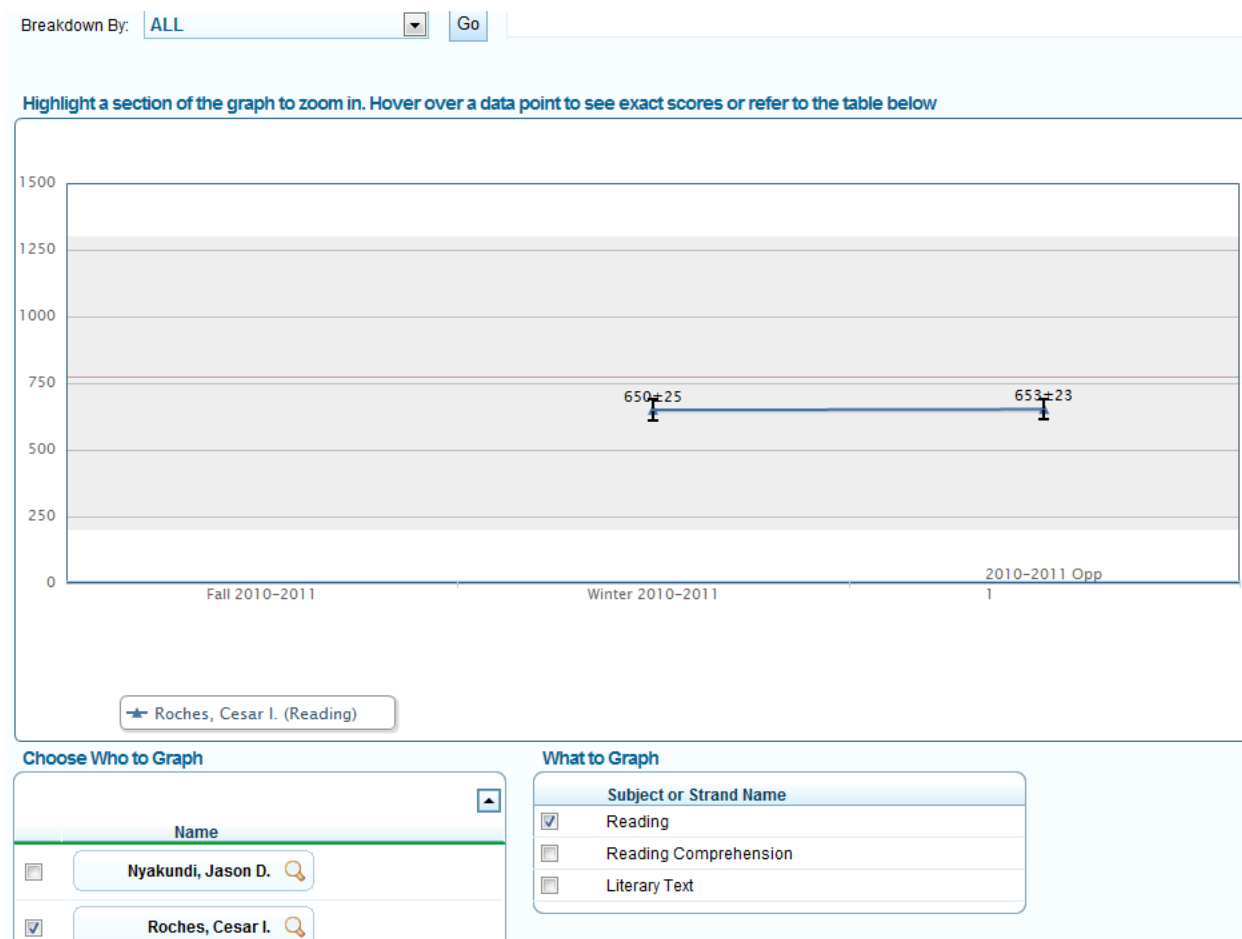 Breakdown By: ALL Go
Highlight a section of the graph to zoom in. Hover over a data point to see exact scores or refer to the table below
1500
1250
1000
750
650±25 653±23
500
250
0
2010-2011 Opp
Fall 2010-2011 Winter 2010-2011 1
Roches, Cesar I. (Reading)
Choose Who to Graph What to Graph
Subject or Strand Name
Name
Reading
Reading Comprehension
Nyakundi, Jason D.
Literary Text
Roches, Cesar I.